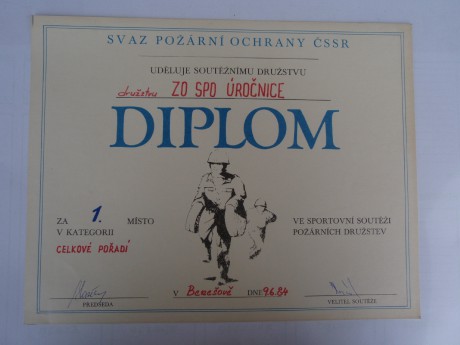 SVAZ POŽÁRNÍ OCHRANY ČSSR
UDĚLUJE SOUTĚŽNÍMU DRUŽSTVU
družstvu ZO SPO ÚROČNICE
DIPLOM
ZA 1. MÍSTO
V KATEGORII
CELKOVÉ POŘADÍ
VE SPORTOVNÍ SOUTĚŽI
POŽÁRNÍCH DRUŽSTEV
V Benešově DNE 9.6.84
PŘEDSEDA
VELITEL SOUTĚŽE